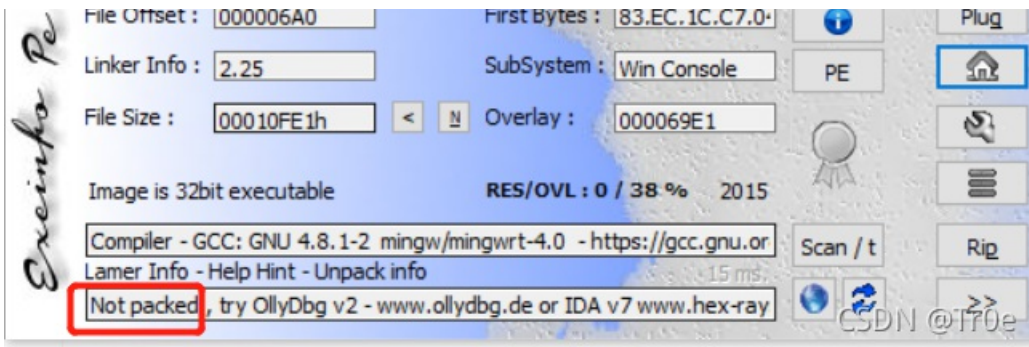 Exeinfo Pe
File Offset : 000006A0 First Bytes : 83.EC.1C.C7.0 Plug
Linker Info : 2.25 SubSystem : Win Console PE
File Size : 00010FE1h < N Overlay : 000069E1
Image is 32bit executable RES/OVL : 0 / 38 % 2015
Compiler - GCC: GNU 4.8.1-2 mingw/mingwrt-4.0 - https://gcc.gnu.or Scan / t Rip
Lamer Info - Help Hint - Unpack info 15 ms.
Not packed , try OllyDbg v2 - www.ollydbg.de or IDA v7 www.hex-ray >>
CSDN @Tr0e